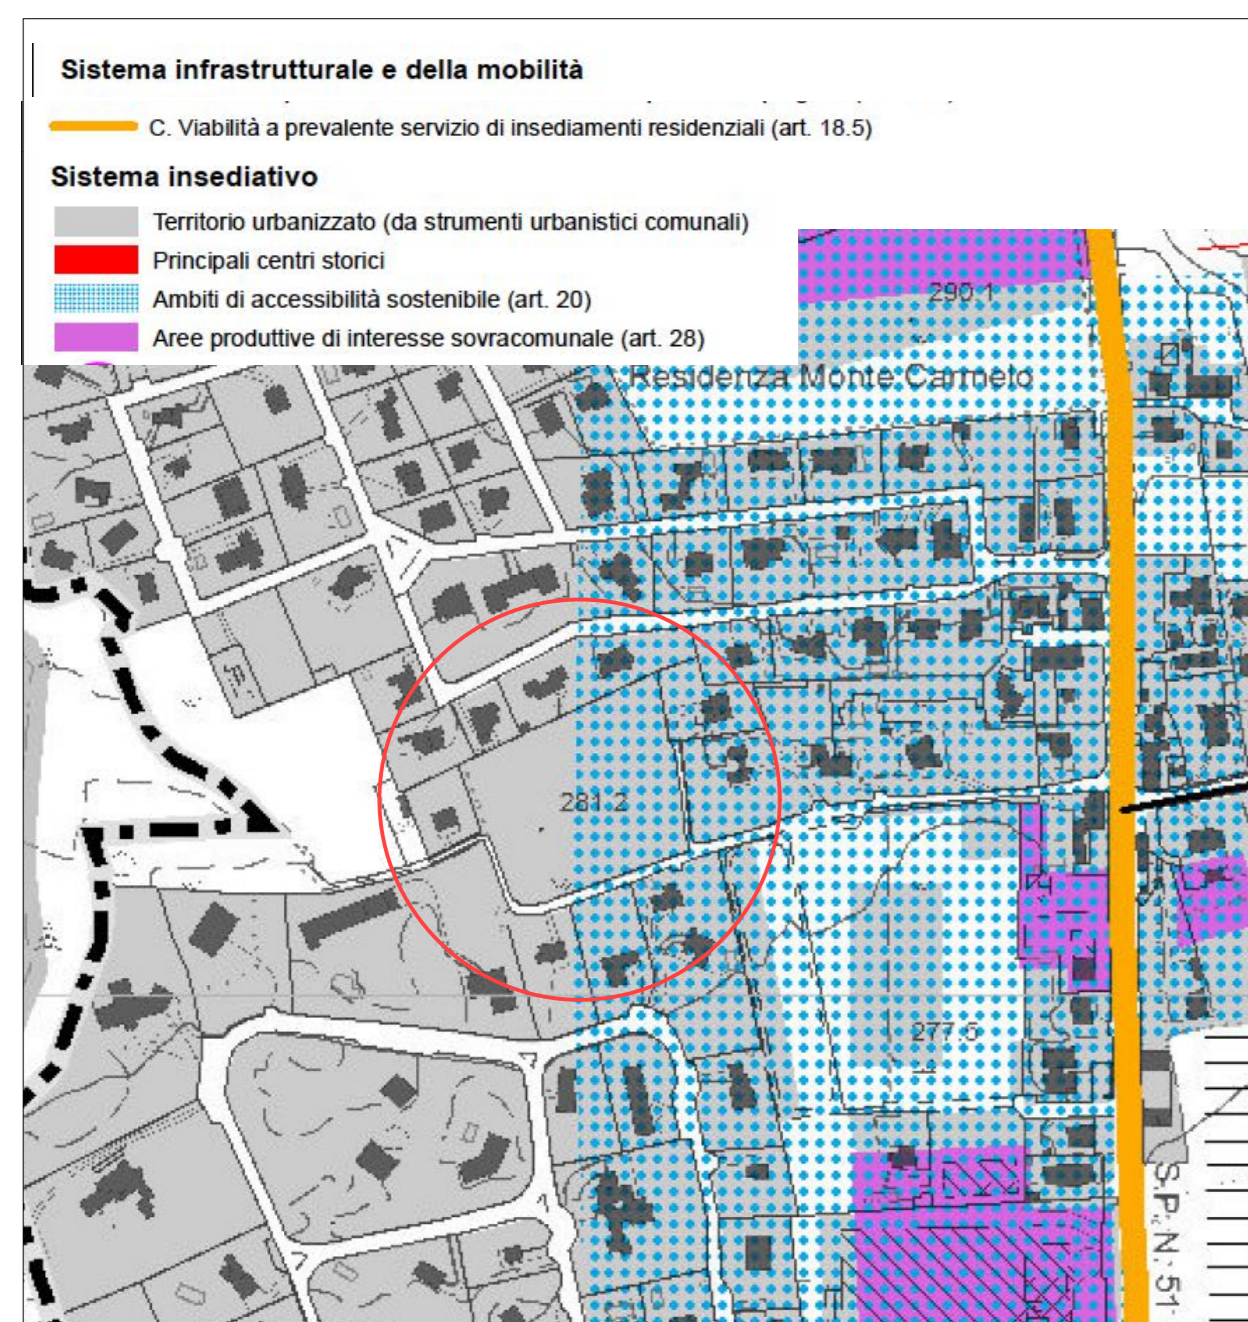 Sistema infrastrutturale e della mobilità
C. Viabilità a prevalente servizio di insediamenti residenziali (art. 18.5)
Sistema insediativo
Territorio urbanizzato (da strumenti urbanistici comunali)
Principali centri storici
Ambiti di accessibilità sostenibile (art. 20)
Aree produttive di interesse sovracomunale (art. 28)
290.1
Residenza Monte Carmelo
281.2
277.5
S.P. N. 51